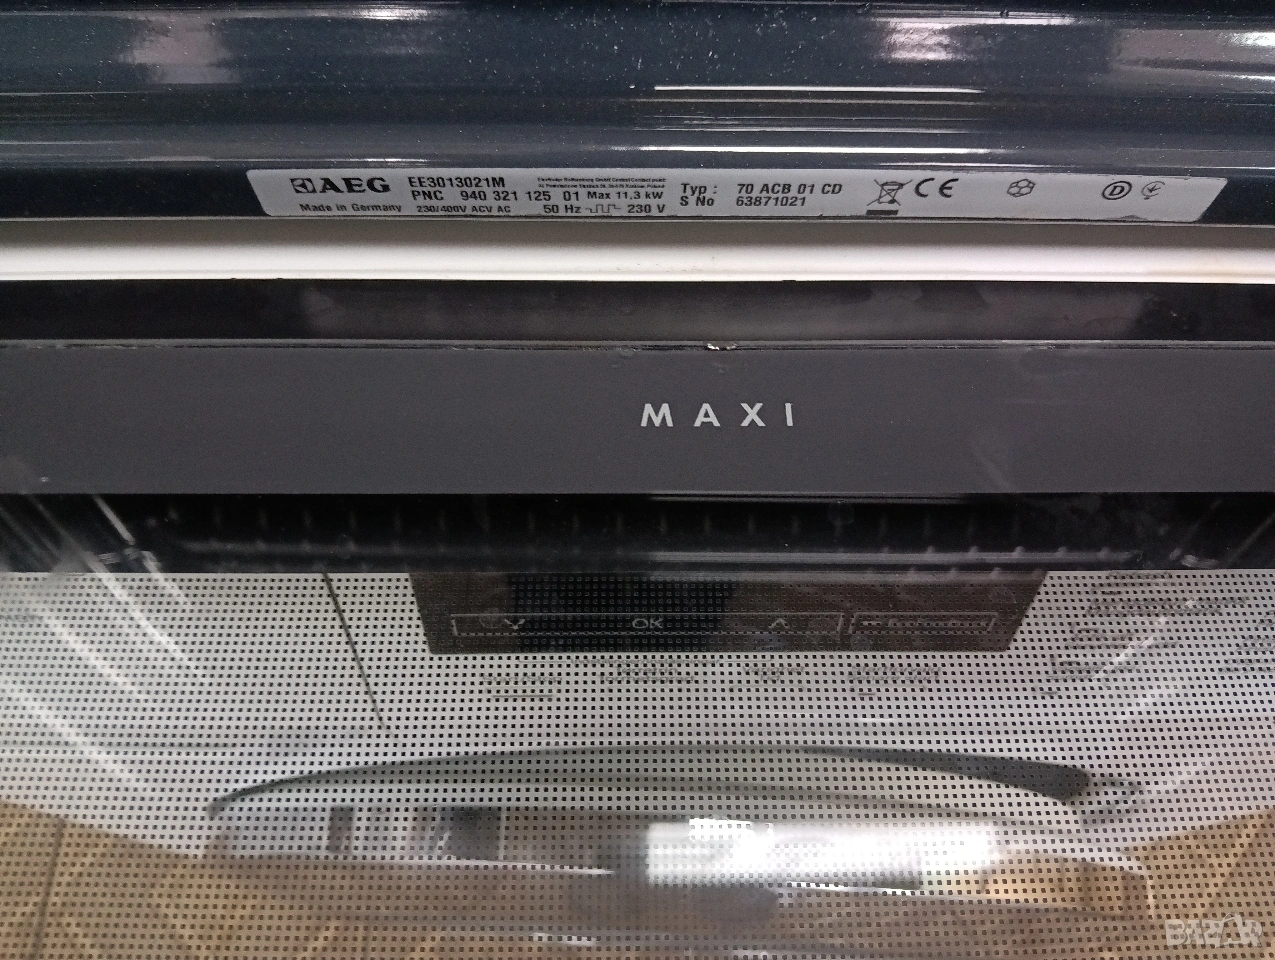 AEG
Made in Germany
EE3013021M
PNC 940 321 125 01 Max 11,3 kW
230/400V ACV AC 50 Hz 230 V
Typ : 70 ACB 01 CD
S No : 63871021
CE
D
MAXI
OK
BAZAR